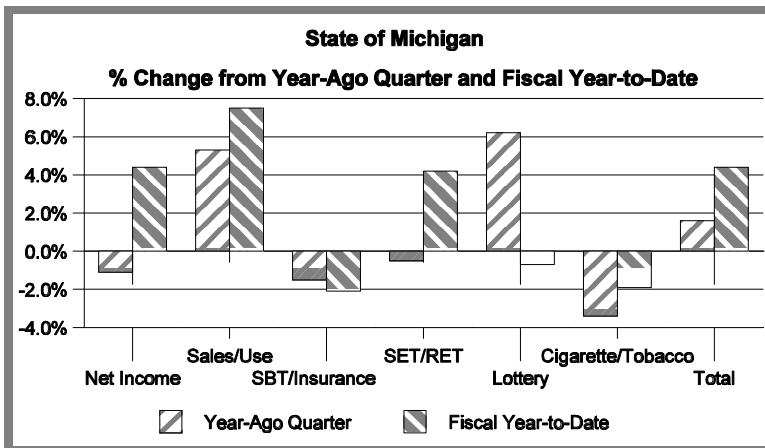 State of Michigan
% Change from Year-Ago Quarter and Fiscal Year-to-Date
8.0%
6.0%
4.0%
2.0%
0.0%
-2.0%
-4.0%
Sales/Use SET/RET Cigarette/Tobacco
Net Income SBT/Insurance Lottery Total
Year-Ago Quarter Fiscal Year-to-Date